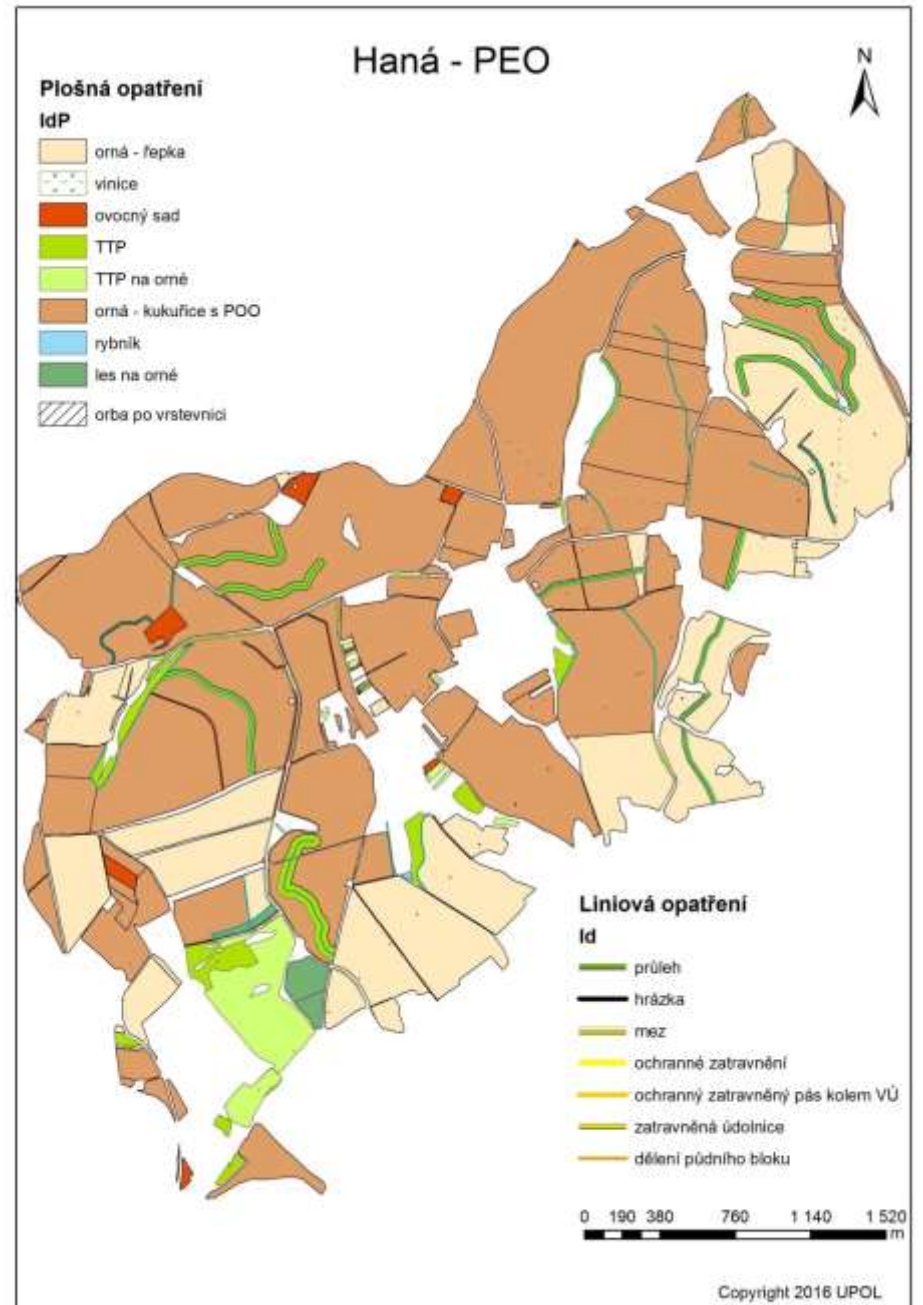 Haná - PEO
N
Plošná opatření
IdP
orná - řepka
vinice
ovocný sad
TTP
TTP na orné
orná - kukuřice s POO
rybník
les na orné
orba po vrstevnici
Liniová opatření
Id
průleh
hrázka
mez
ochranné zatravnění
ochranný zatravněný pás kolem VÚ
zatravněná údolnice
dělení půdního bloku
0 190 380 760 1 140 1 520
m
Copyright 2016 UPOL